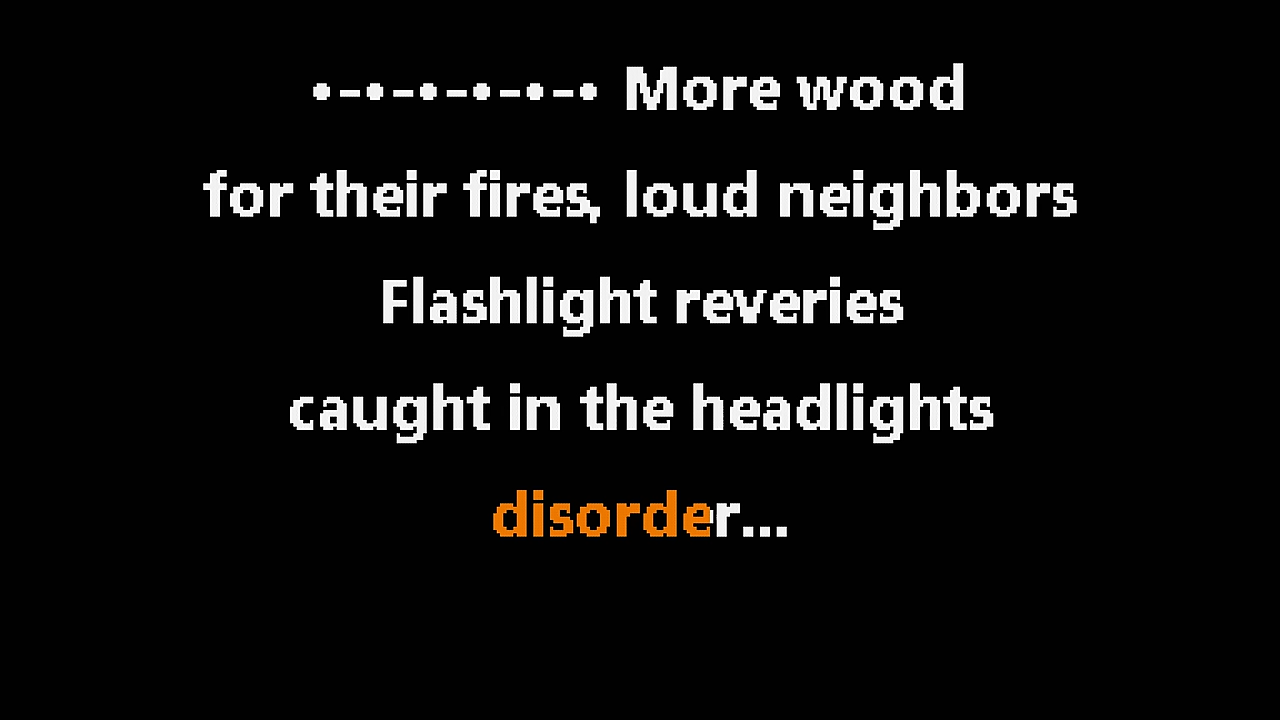 •-•-•-•-•-• More wood
for their fires, loud neighbors
Flashlight reveries
caught in the headlights
disorder...